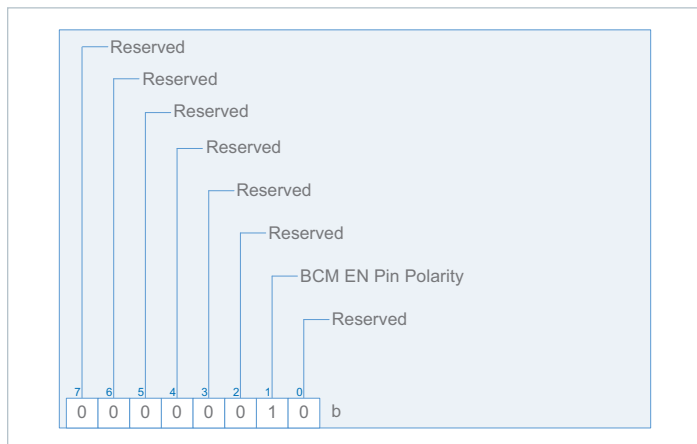 Reserved
Reserved
Reserved
Reserved
Reserved
Reserved
BCM EN Pin Polarity
Reserved
7 6 5 4 3 2 1 0
0 0 0 0 0 0 1 0 b